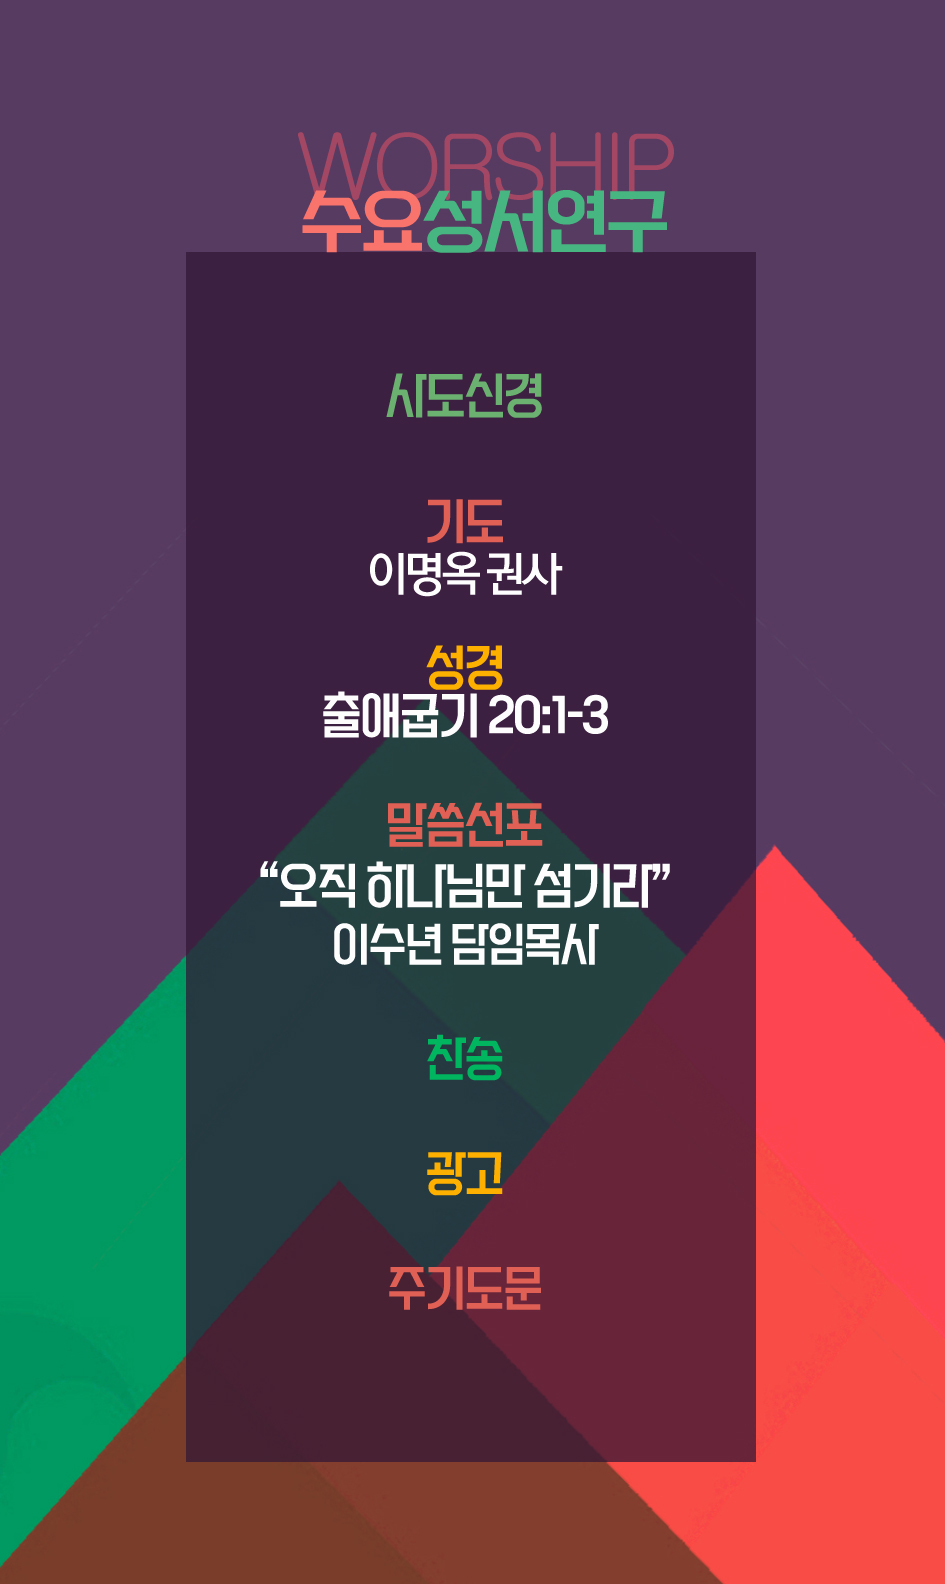 WORSHIP
수요성서연구
사도신경
기도
이명옥 권사
성경
출애굽기 20:1-3
말씀선포
“오직 하나님만 섬기라”
이수년 담임목사
찬송
광고
주기도문